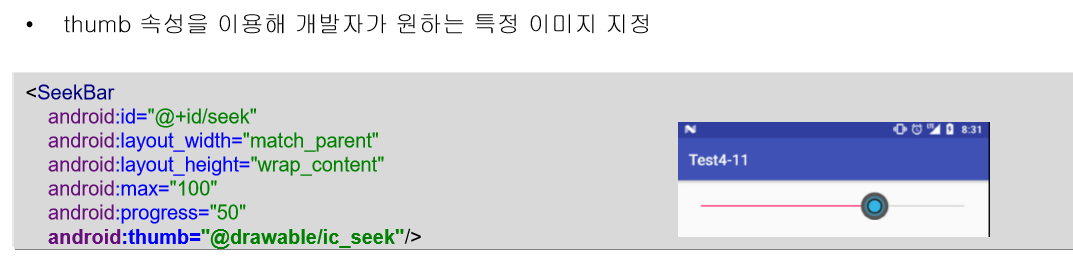 • thumb 속성을 이용해 개발자가 원하는 특정 이미지 지정
<SeekBar
android:id="@+id/seek"
android:layout_width="match_parent"
android:layout_height="wrap_content"
android:max="100"
android:progress="50"
android:thumb="@drawable/ic_seek"/>
8:31
Test4-11